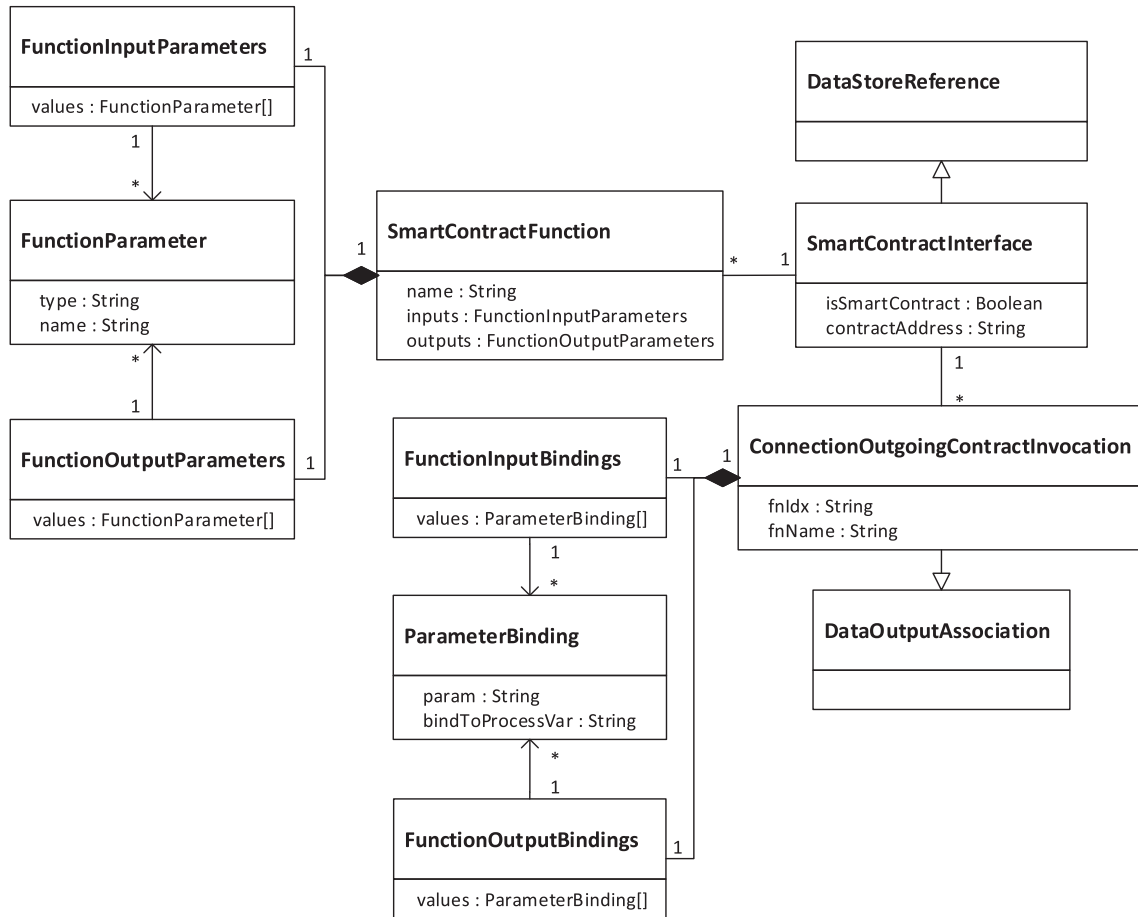 FunctionInputParameters
values : FunctionParameter[]
1
1
*
FunctionParameter
type : String
name : String
*
1
FunctionOutputParameters
values : FunctionParameter[]
1
1
SmartContractFunction
name : String
inputs : FunctionInputParameters
outputs : FunctionOutputParameters
*
1
DataStoreReference
SmartContractInterface
isSmartContract : Boolean
contractAddress : String
1
*
ConnectionOutgoingContractInvocation
fnIdx : String
fnName : String
1
DataOutputAssociation
FunctionInputBindings
values : ParameterBinding[]
1
1
*
ParameterBinding
param : String
bindToProcessVar : String
*
1
FunctionOutputBindings
values : ParameterBinding[]
1